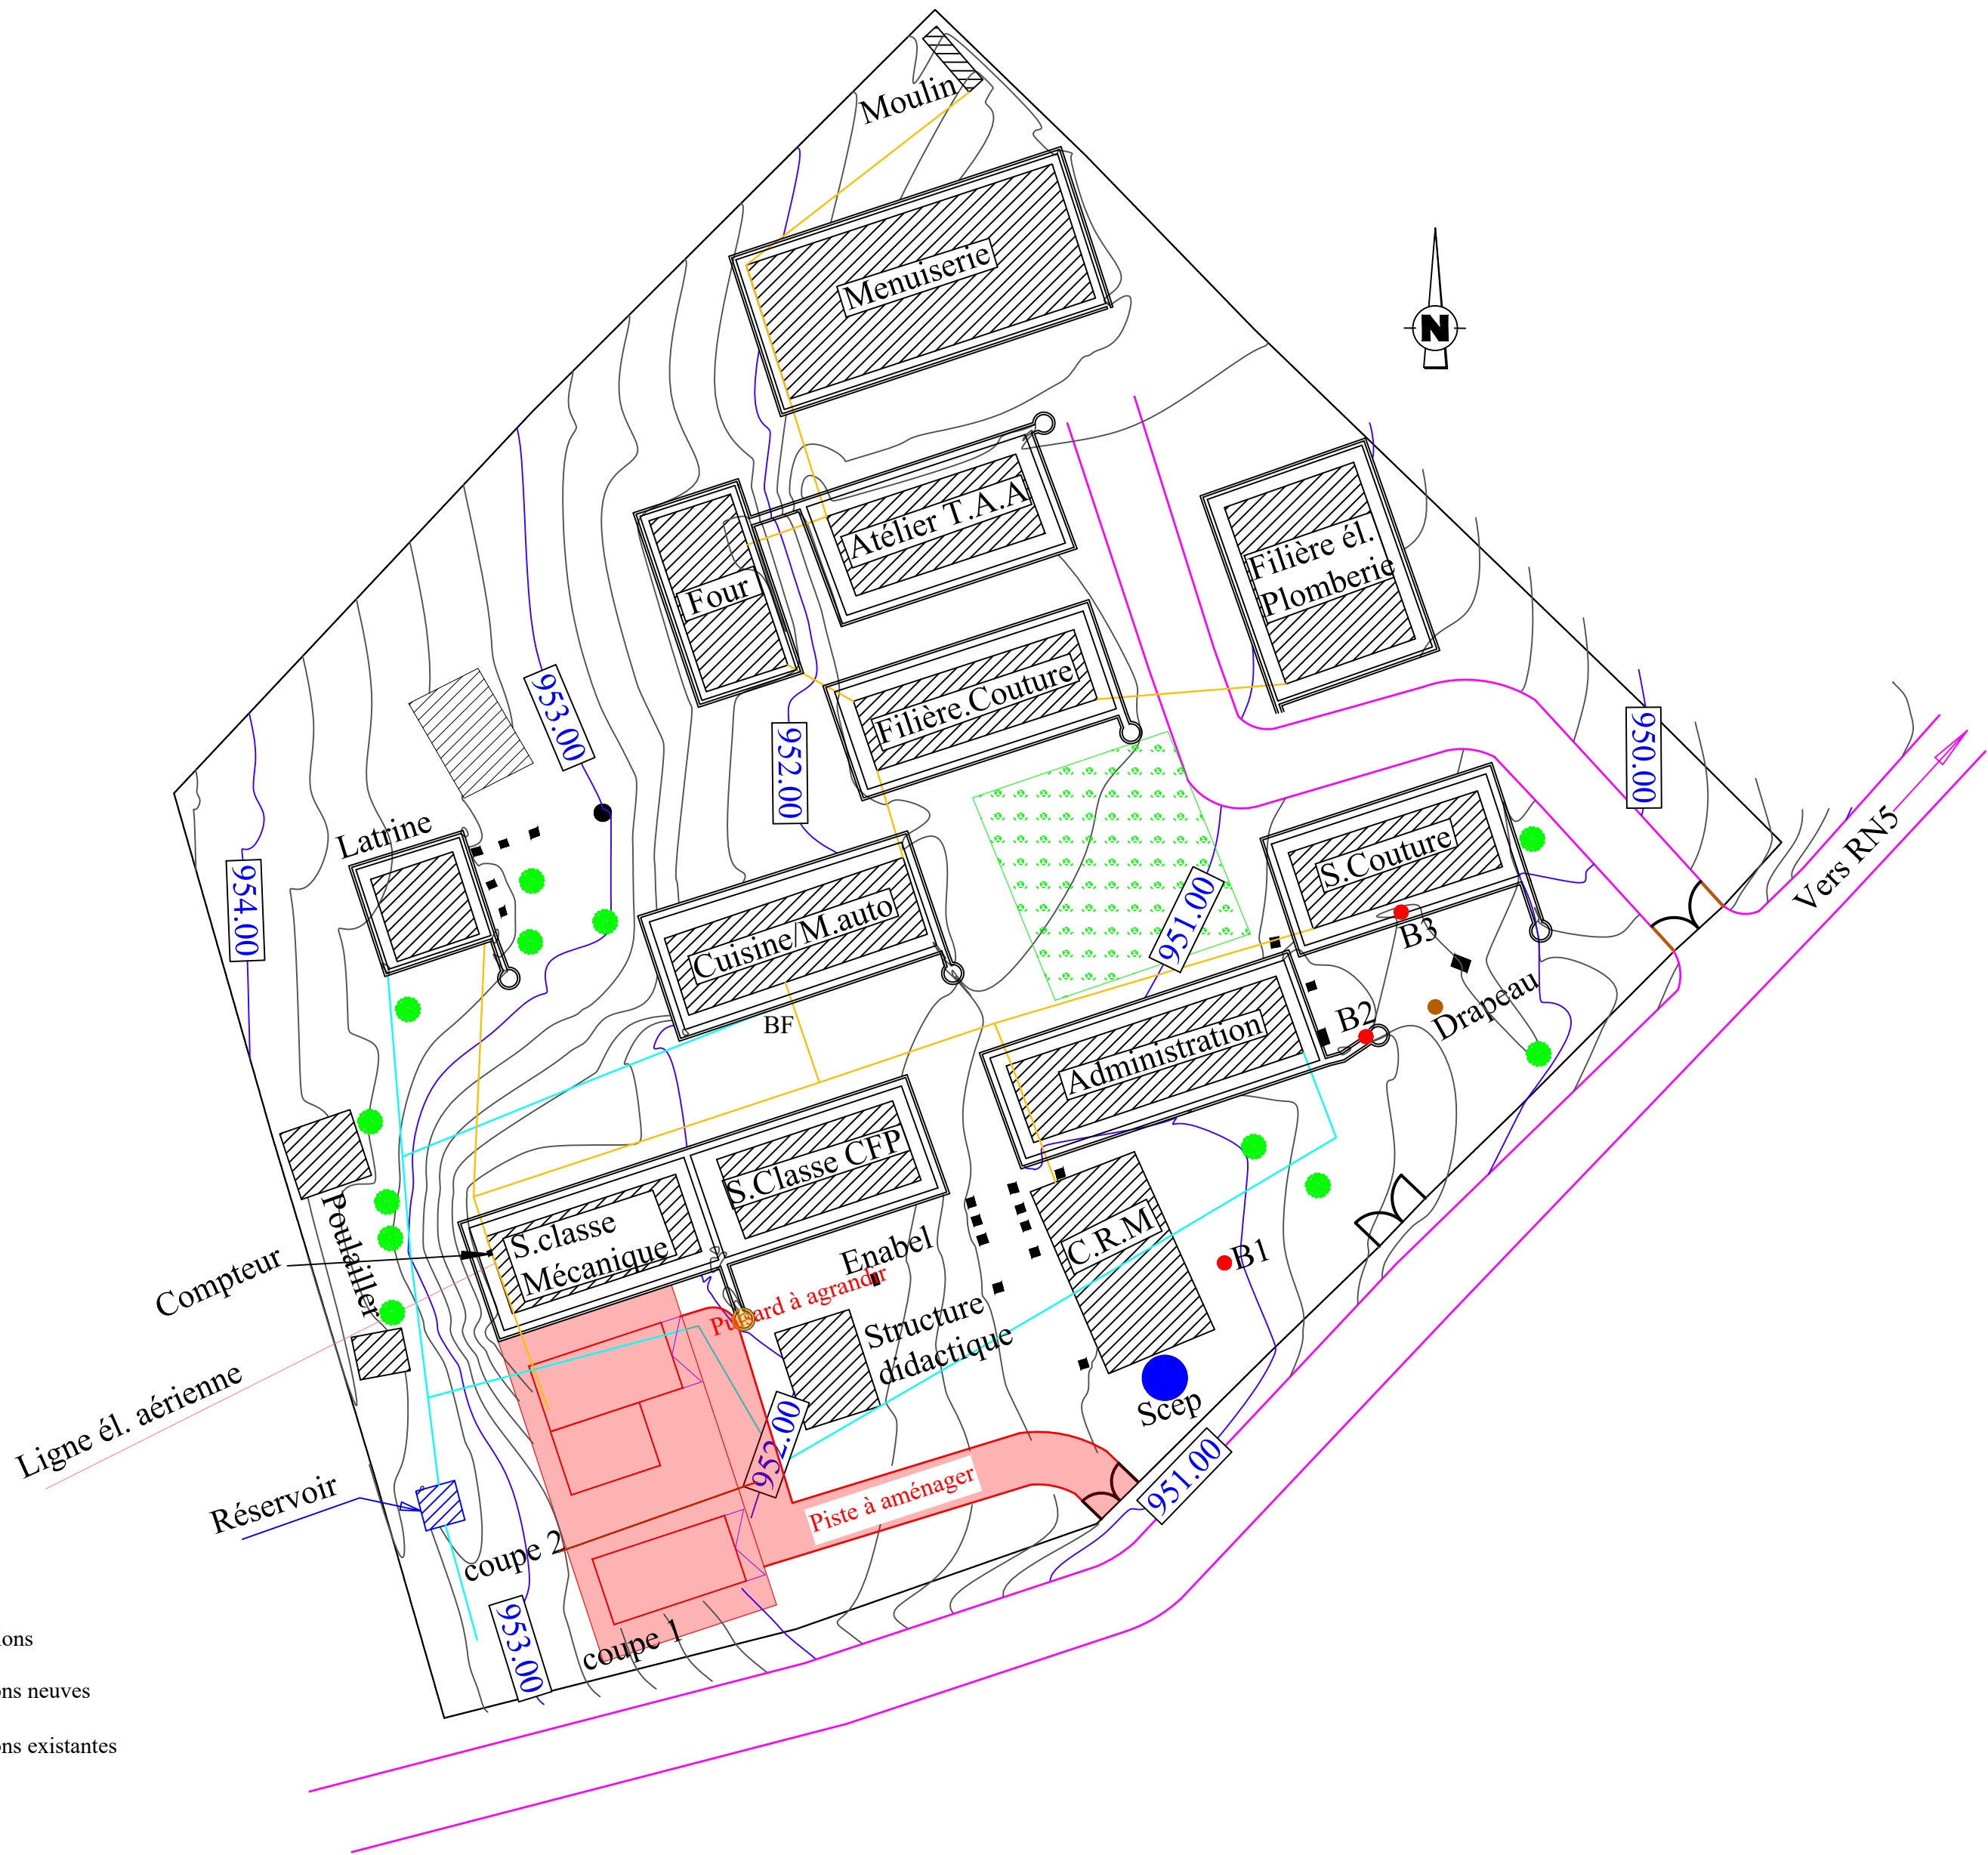 Moulin
Menuiserie
N
Atélier T.A.A
Filière él.
Plomberie
Four
Filière.Couture
953.00
952.00
950.00
Latrine
S.Couture
Vers RN5
954.00
951.00
Cuisine/M.auto
B3
Drapeau
BF
B2
Administration
S.Classe CFP
Poulailler
S.classe
Mécanique
Enabel
C.R.M
B1
Compteur
Puisard à agrandir
Structure
didactique
Ligne él. aérienne
Scep
952.00
951.00
Piste à aménager
Réservoir
coupe 2
953.00
coupe 1
ons
ons neuves
ons existantes